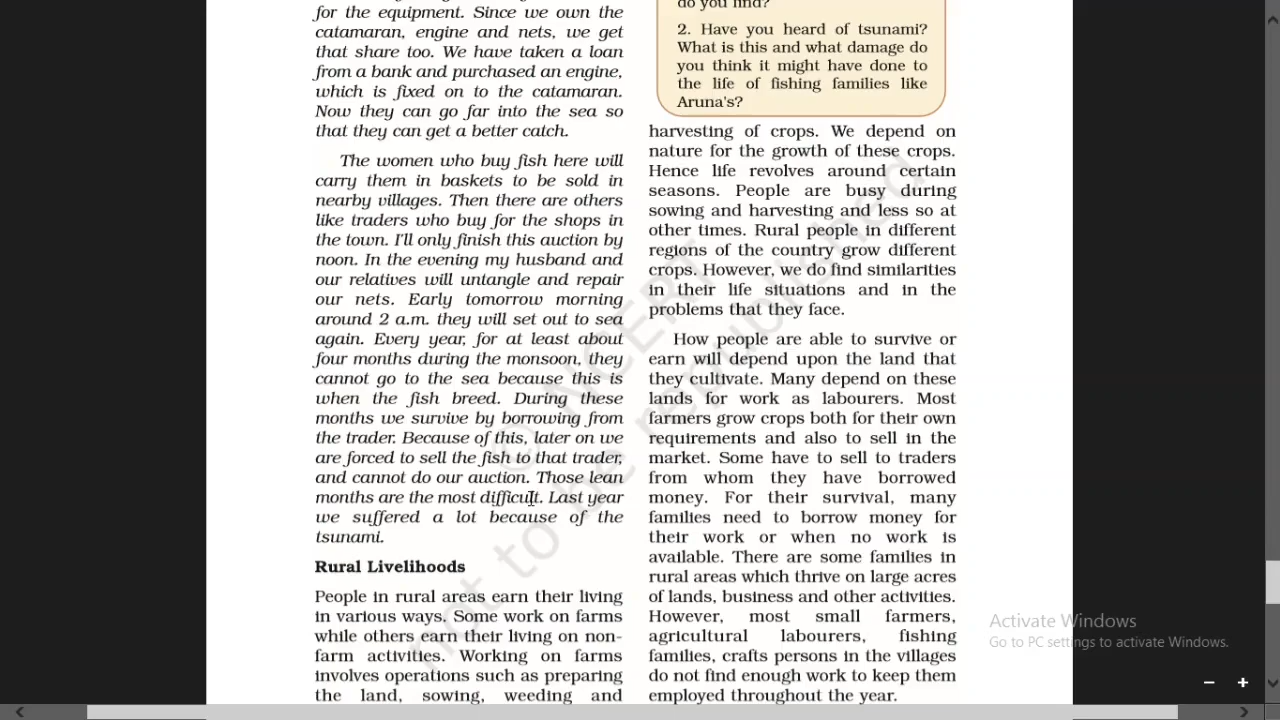 for the equipment. Since we own the
catamaran, engine and nets, we get
that share too. We have taken a loan
from a bank and purchased an engine,
which is fixed on to the catamaran.
Now they can go far into the sea so
that they can get a better catch.
The women who buy fish here will
carry them in baskets to be sold in
nearby villages. Then there are others
like traders who buy for the shops in
the town. I'll only finish this auction by
noon. In the evening my husband and
our relatives will untangle and repair
our nets. Early tomorrow morning
around 2 a.m. they will set out to sea
again. Every year, for at least about
four months during the monsoon, they
cannot go to the sea because this is
when the fish breed. During these
months we survive by borrowing from
the trader. Because of this, later on we
are forced to sell the fish to that trader,
and cannot do our auction. Those lean
months are the most difficult. Last year
we suffered a lot because of the
tsunami.
Rural Livelihoods
People in rural areas earn their living
in various ways. Some work on farms
while others earn their living on non-
farm activities. Working on farms
involves operations such as preparing
the land, sowing, weeding and
do you find?
2. Have you heard of tsunami?
What is this and what damage do
you think it might have done to
the life of fishing families like
Aruna's?
harvesting of crops. We depend on
nature for the growth of these crops.
Hence life revolves around certain
seasons. People are busy during
sowing and harvesting and less so at
other times. Rural people in different
regions of the country grow different
crops. However, we do find similarities
in their life situations and in the
problems that they face.
How people are able to survive or
earn will depend upon the land that
they cultivate. Many depend on these
lands for work as labourers. Most
farmers grow crops both for their own
requirements and also to sell in the
market. Some have to sell to traders
from whom they have borrowed
money. For their survival, many
families need to borrow money for
their work or when no work is
available. There are some families in
rural areas which thrive on large acres
of lands, business and other activities.
However, most small farmers,
agricultural labourers, fishing
families, crafts persons in the villages
do not find enough work to keep them
employed throughout the year.
© NCERT
not to be republished
Activate Windows
Go to PC settings to activate Windows.